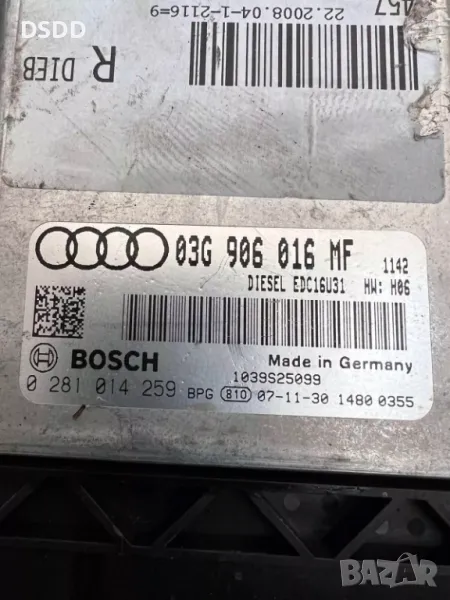 DSDD
457
22.2008.04-1-2116=9
R DIEB
03G 906 016 MF 1142
DIESEL EDC16U31 HW: H06
BOSCH
Made in Germany
1039S25099
0 281 014 259 BPG 810 07-11-30 1480 0355
BAZAR